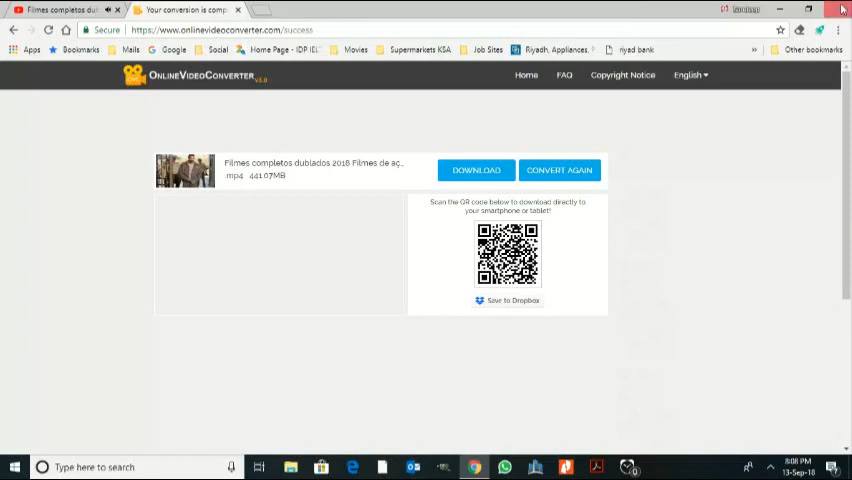 Filmes completos dub
Your conversion is comp
Secure
https://www.onlinevideoconverter.com/success
Apps
Bookmarks
Mails
Google
Social
Home Page - IDP IEL
Movies
Supermarkets KSA
Job Sites
Riyadh, Appliances,
riyad bank
»
Other bookmarks
OnlineVideoConverter v3.0
Home
FAQ
Copyright Notice
English
Filmes completos dublados 2018 Filmes de aç...
.mp4 441.07MB
DOWNLOAD
CONVERT AGAIN
Scan the QR code below to download directly to
your smartphone or tablet!
Save to Dropbox
Type here to search
8:08 PM
13-Sep-18